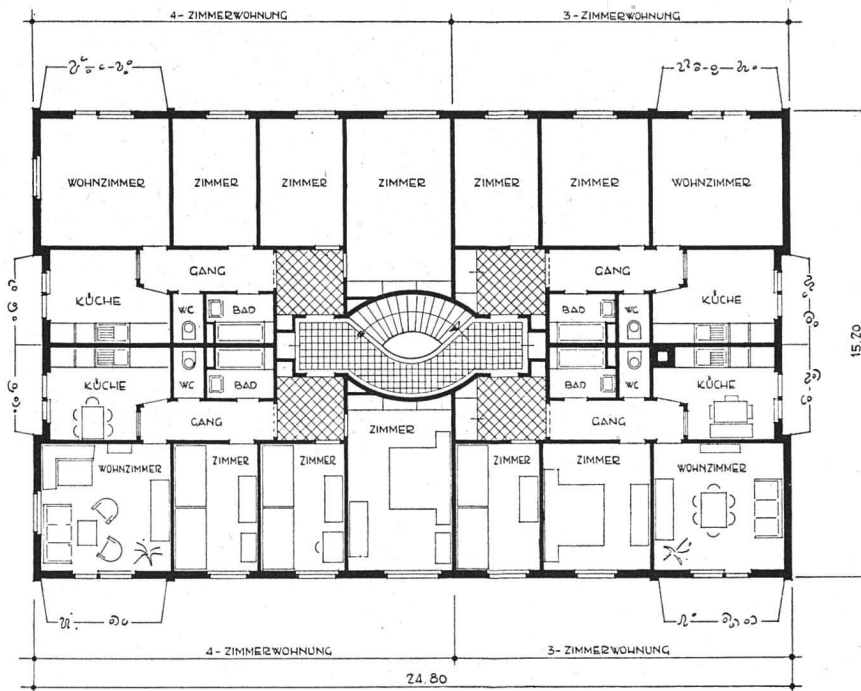 4-ZIMMERWOHNUNG 3-ZIMMERWOHNUNG
WOHNZIMMER ZIMMER ZIMMER ZIMMER ZIMMER ZIMMER WOHNZIMMER
GANG GANG
KÜCHE WC BAD BAD WC KÜCHE
15.20
KÜCHE WC BAD BAD WC KÜCHE
GANG ZIMMER GANG
WOHNZIMMER ZIMMER ZIMMER ZIMMER ZIMMER WOHNZIMMER
4-ZIMMERWOHNUNG 3-ZIMMERWOHNUNG
24.80